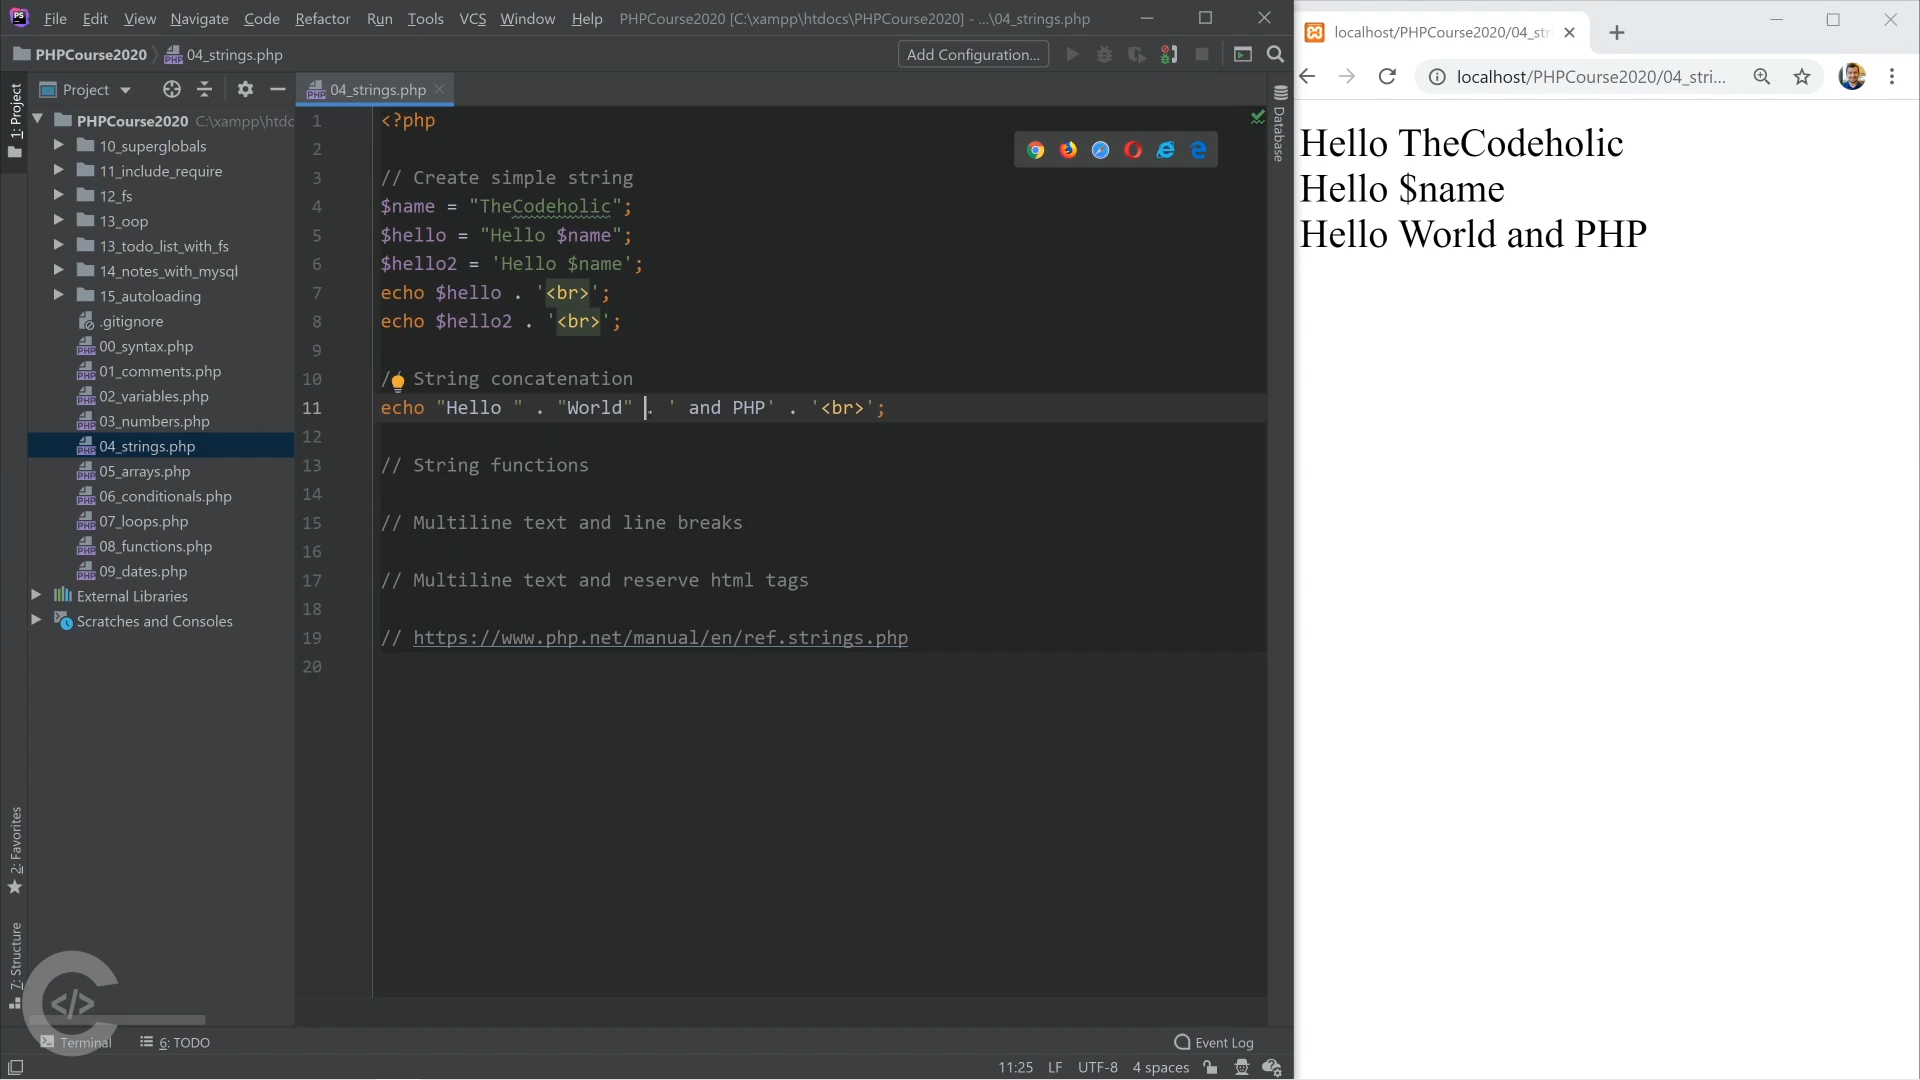 File Edit View Navigate Code Refactor Run Tools VCS Window Help PHPCourse2020 [C:\xampp\htdocs\PHPCourse2020] - ...\04_strings.php
PHPCourse2020 04_strings.php
Add Configuration...
1: Project
Project
04_strings.php
PHPCourse2020 C:\xampp\htdc
10_superglobals
11_include_require
12_fs
13_oop
13_todo_list_with_fs
14_notes_with_mysql
15_autoloading
.gitignore
00_syntax.php
01_comments.php
02_variables.php
03_numbers.php
04_strings.php
05_arrays.php
06_conditionals.php
07_loops.php
08_functions.php
09_dates.php
External Libraries
Scratches and Consoles
2: Favorites
7: Structure
1 <?php
2
3 // Create simple string
4 $name = "TheCodeholic";
5 $hello = "Hello $name";
6 $hello2 = 'Hello $name';
7 echo $hello . '<br>';
8 echo $hello2 . '<br>';
9
10 / String concatenation
11 echo "Hello " . "World" . ' and PHP' . '<br>';
12
13 // String functions
14
15 // Multiline text and line breaks
16
17 // Multiline text and reserve html tags
18
19 // https://www.php.net/manual/en/ref.strings.php
20
Database
Terminal
6: TODO
Event Log
11:25 LF UTF-8 4 spaces
localhost/PHPCourse2020/04_str
localhost/PHPCourse2020/04_stri...
Hello TheCodeholic
Hello $name
Hello World and PHP